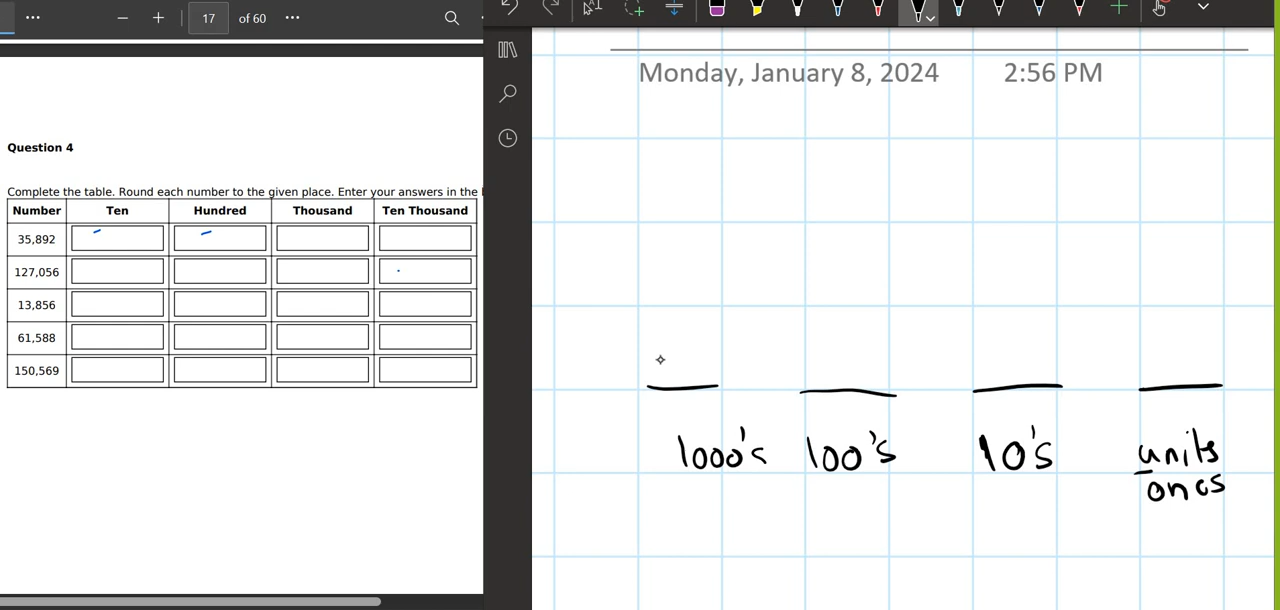 17 of 60
Question 4
Complete the table. Round each number to the given place. Enter your answers in the
Number Ten Hundred Thousand Ten Thousand
35,892
127,056
13,856
61,588
150,569
Monday, January 8, 2024 2:56 PM
1000's 100's 10's units
ones